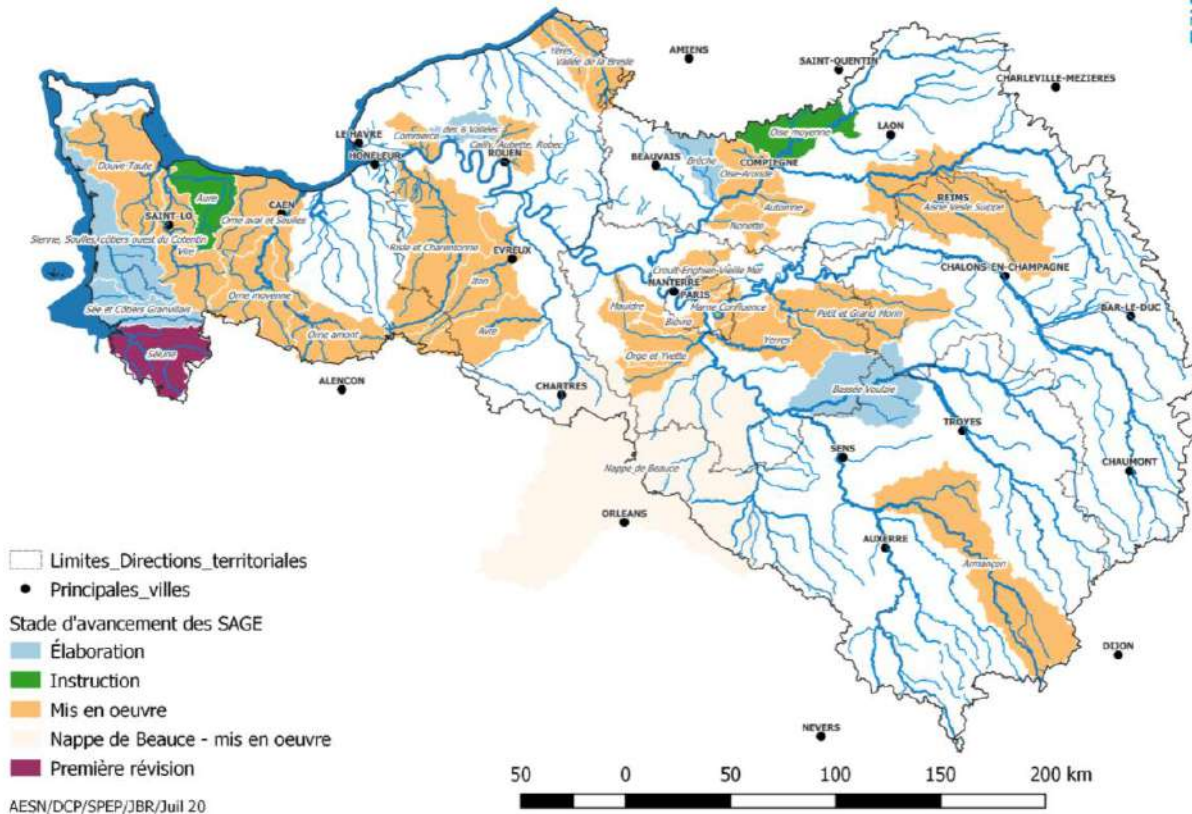 AMIENS
SAINT-QUENTIN
CHARLEVILLE-MEZIERES
Yères
Vallée de la Bresle
LE HAVRE
HONFLEUR
Commerce
des 6 Vallées
Cailly, Aubette, Robec
ROUEN
BEAUVAIS
Brèche
Oise moyenne
LAON
COMPIEGNE
Oise-Aronde
Automne
Nonette
REIMS
Aisne Vesle Suippe
Douve Taute
Aure
CAEN
SAINT-LO
Orne aval et Seulles
Sienne, Soulles, côtiers ouest du Cotentin
Vire
Risle et Charentonne
EVREUX
Iton
Avre
Orne moyenne
Orne amont
Sée et Côtiers Granvillais
Sélune
ALENCON
CHARTRES
Croult-Enghien-Vieille Mer
NANTERRE
PARIS
Mauldre
Bièvre
Marne Confluence
Petit et Grand Morin
Yerres
Orge et Yvette
CHALONS-EN-CHAMPAGNE
BAR-LE-DUC
Bassée Voulzie
TROYES
SENS
CHAUMONT
Nappe de Beauce
ORLEANS
AUXERRE
Armançon
DIJON
NEVERS
Limites_Directions_territoriales
Principales_villes
Stade d'avancement des SAGE
Élaboration
Instruction
Mis en oeuvre
Nappe de Beauce - mis en oeuvre
Première révision
50 0 50 100 150 200 km
AESN/DCP/SPEP/JBR/Juil 20